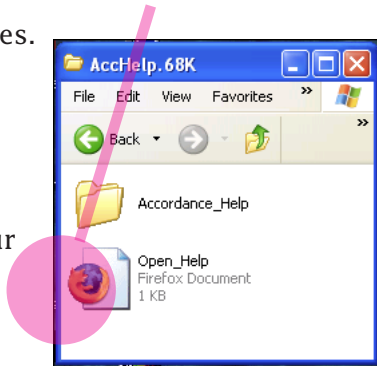 es.
AccHelp.68K
File Edit View Favorites »
Back »
Accordance_Help
ur
Open_Help
Firefox Document
1 KB